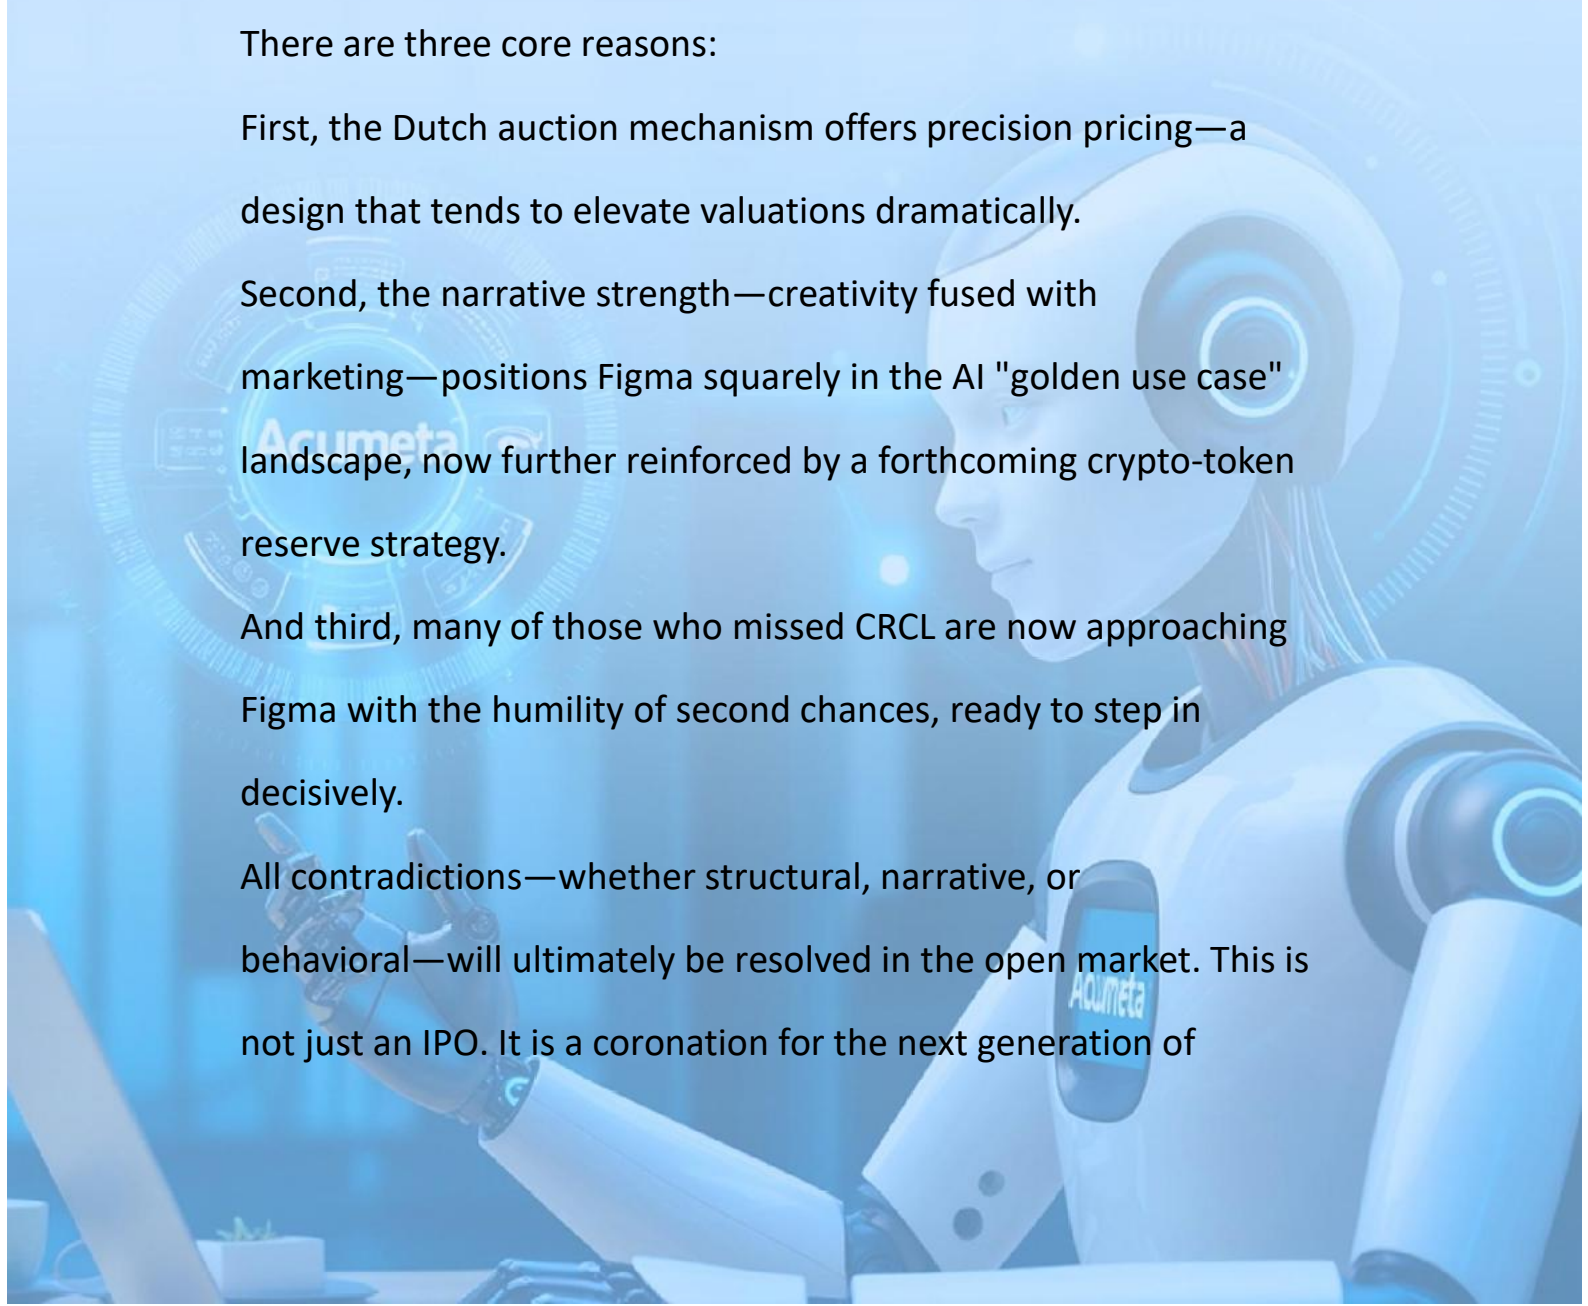 There are three core reasons:
First, the Dutch auction mechanism offers precision pricing—a
design that tends to elevate valuations dramatically.
Second, the narrative strength—creativity fused with
marketing—positions Figma squarely in the AI "golden use case"
Acumeta
landscape, now further reinforced by a forthcoming crypto-token
reserve strategy.
And third, many of those who missed CRCL are now approaching
Figma with the humility of second chances, ready to step in
decisively.
All contradictions—whether structural, narrative, or
behavioral—will ultimately be resolved in the open market. This is
Acumeta
not just an IPO. It is a coronation for the next generation of